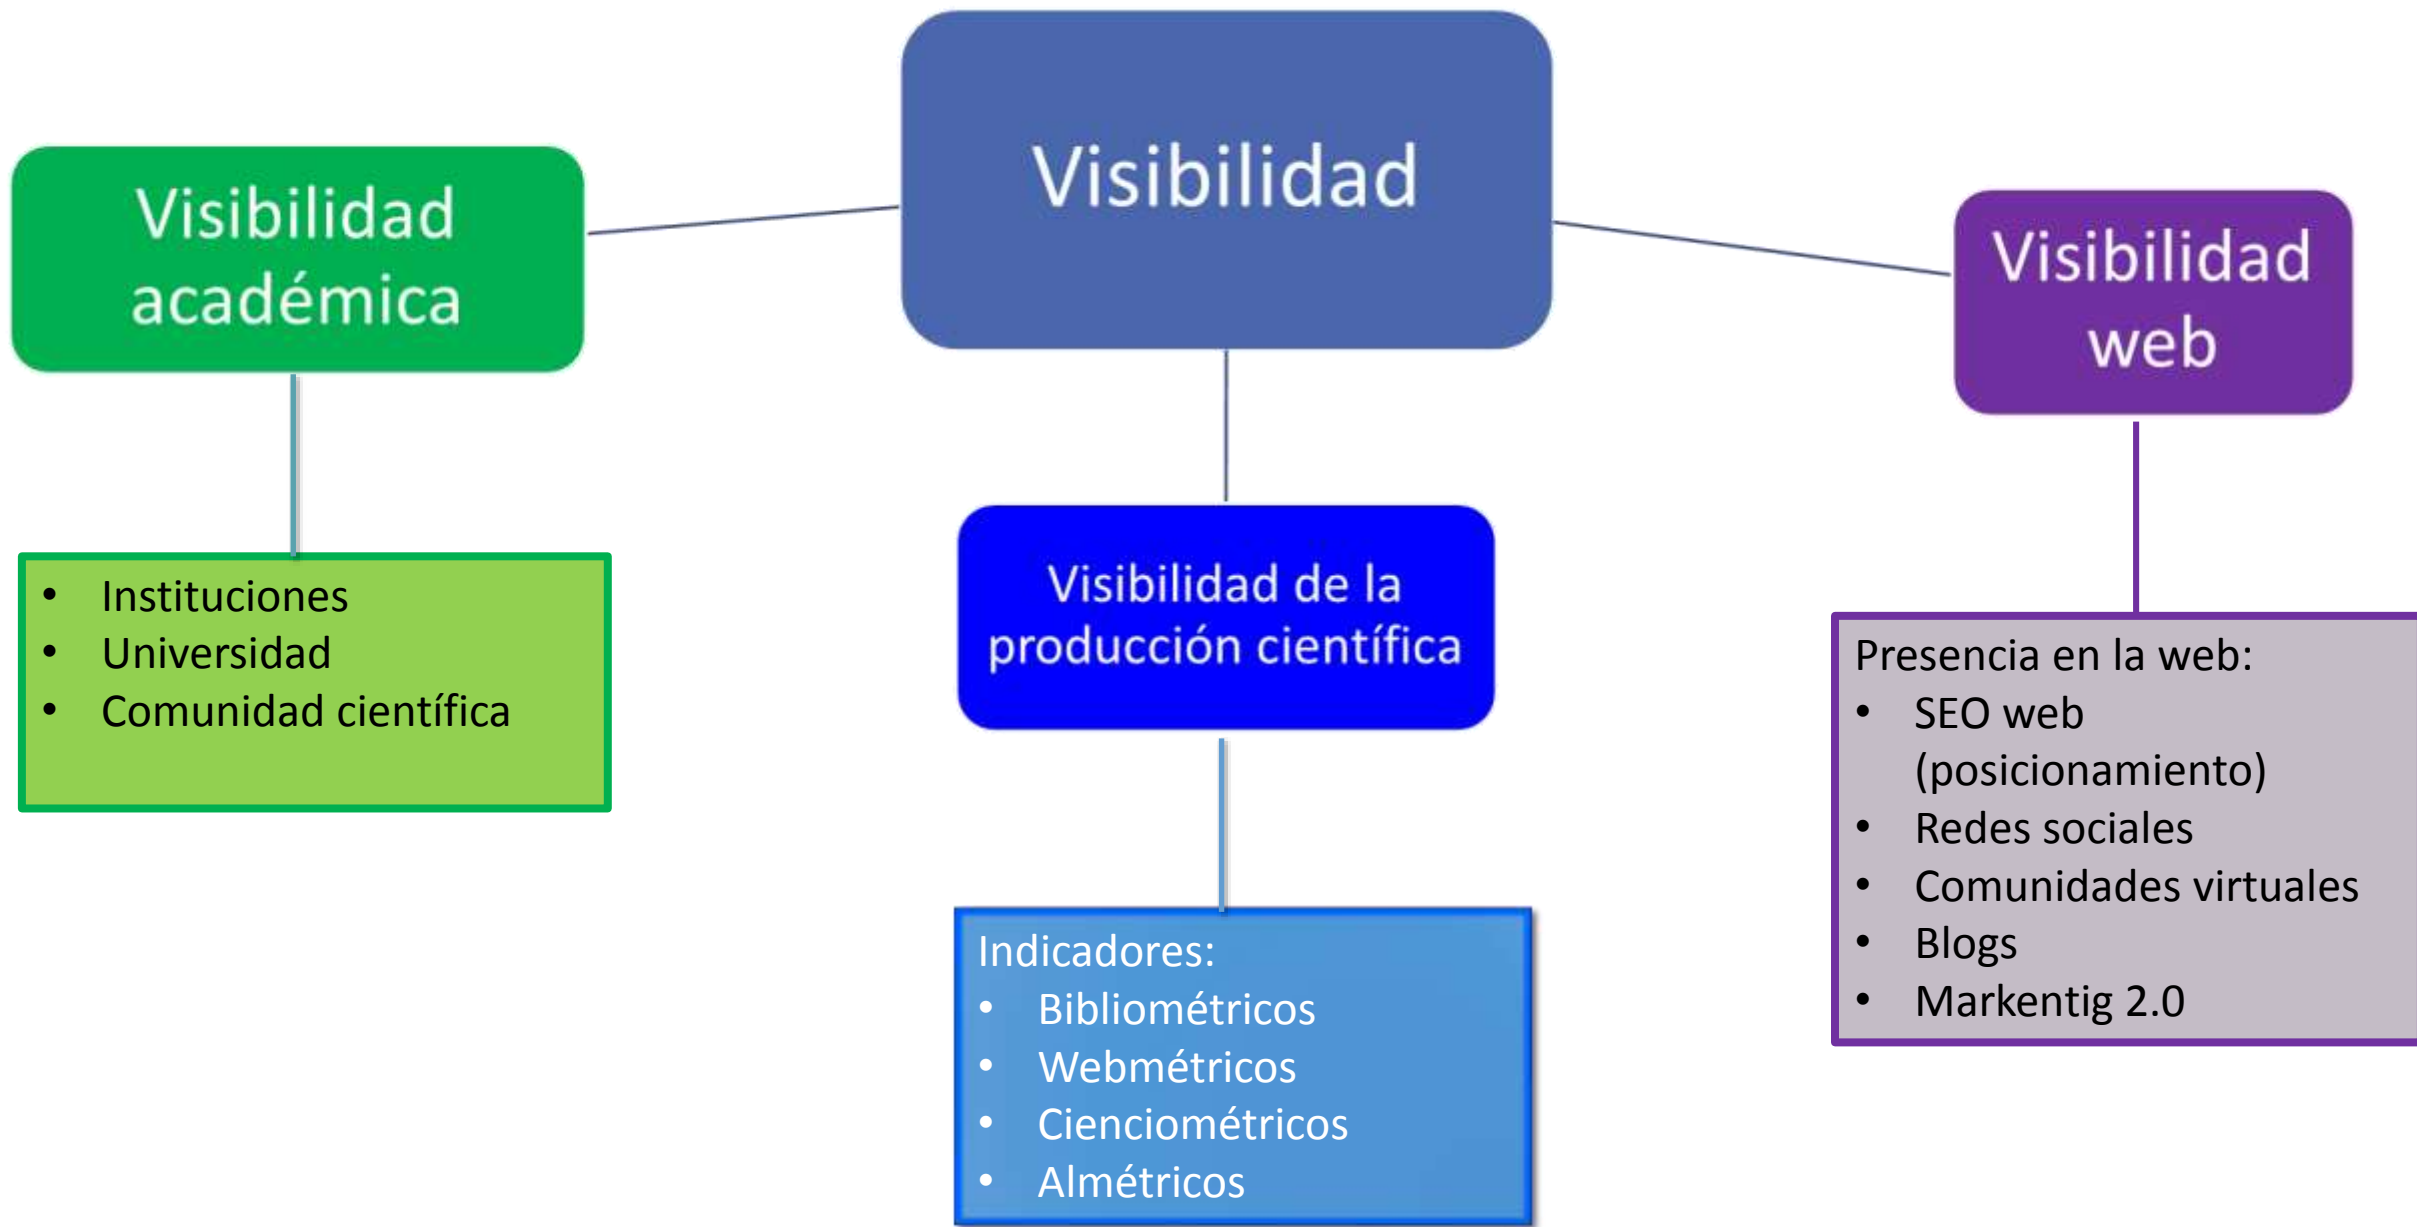 Visibilidad
Visibilidad
académica
• Instituciones
• Universidad
• Comunidad científica
Visibilidad de la
producción científica
Indicadores:
• Bibliométricos
• Webmétricos
• Cienciométricos
• Almétricos
Visibilidad
web
Presencia en la web:
• SEO web
(posicionamiento)
• Redes sociales
• Comunidades virtuales
• Blogs
• Markentig 2.0